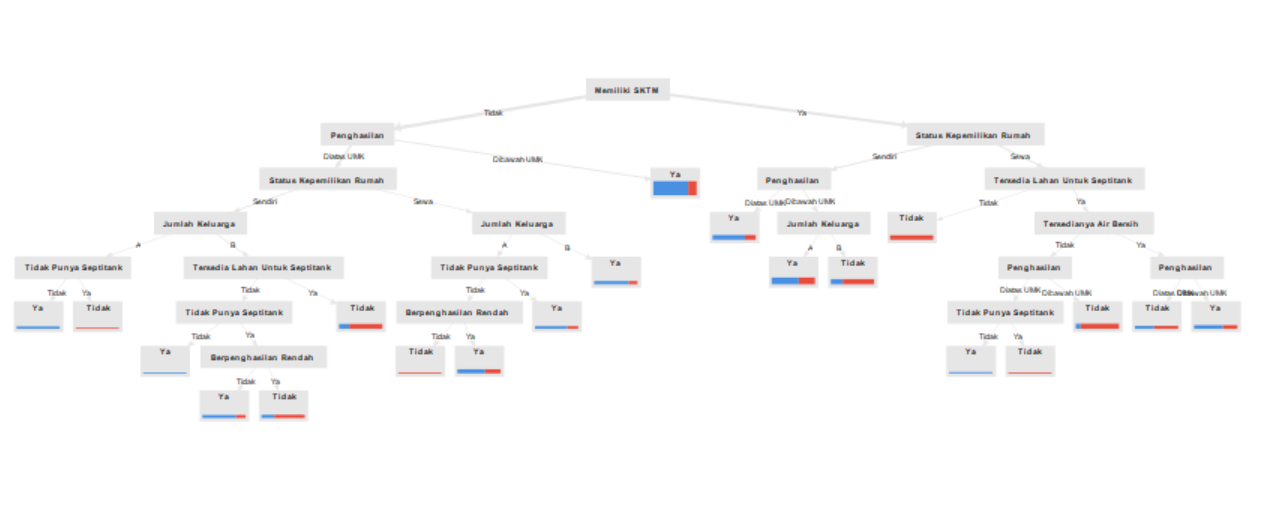 Memiliki SKTM
Tidak
Ya
Penghasilan
Status Kepemilikan Rumah
Diatas UMK
Dibawah UMK
Sendiri
Sewa
Status Kepemilikan Rumah
Ya
Penghasilan
Tersedia Lahan Untuk Septitank
Sendiri
Sewa
Diatas UMK
Dibawah UMK
Tidak
Ya
Jumlah Keluarga
Jumlah Keluarga
Ya
Jumlah Keluarga
Tidak
Tersedianya Air Bersih
A
B
A
B
A
B
Tidak
Ya
Tidak Punya Septitank
Tersedia Lahan Untuk Septitank
Tidak Punya Septitank
Ya
Ya
Tidak
Penghasilan
Penghasilan
Tidak
Ya
Tidak
Ya
Tidak
Ya
Diatas UMK
Dibawah UMK
Diatas UMK
Dibawah UMK
Ya
Tidak
Tidak Punya Septitank
Tidak
Berpenghasilan Rendah
Ya
Tidak Punya Septitank
Tidak
Tidak
Ya
Tidak
Ya
Tidak
Ya
Tidak
Ya
Ya
Berpenghasilan Rendah
Tidak
Ya
Ya
Tidak
Tidak
Ya
Ya
Tidak